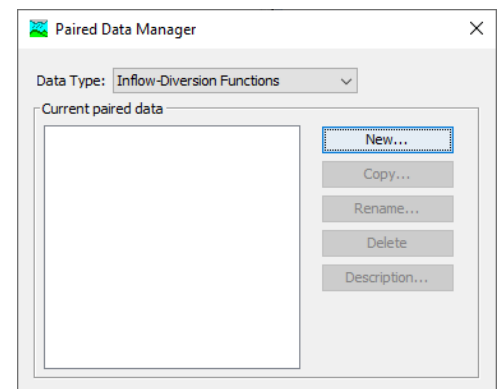 Paired Data Manager
Data Type: Inflow-Diversion Functions
Current paired data
New...
Copy...
Rename...
Delete
Description...